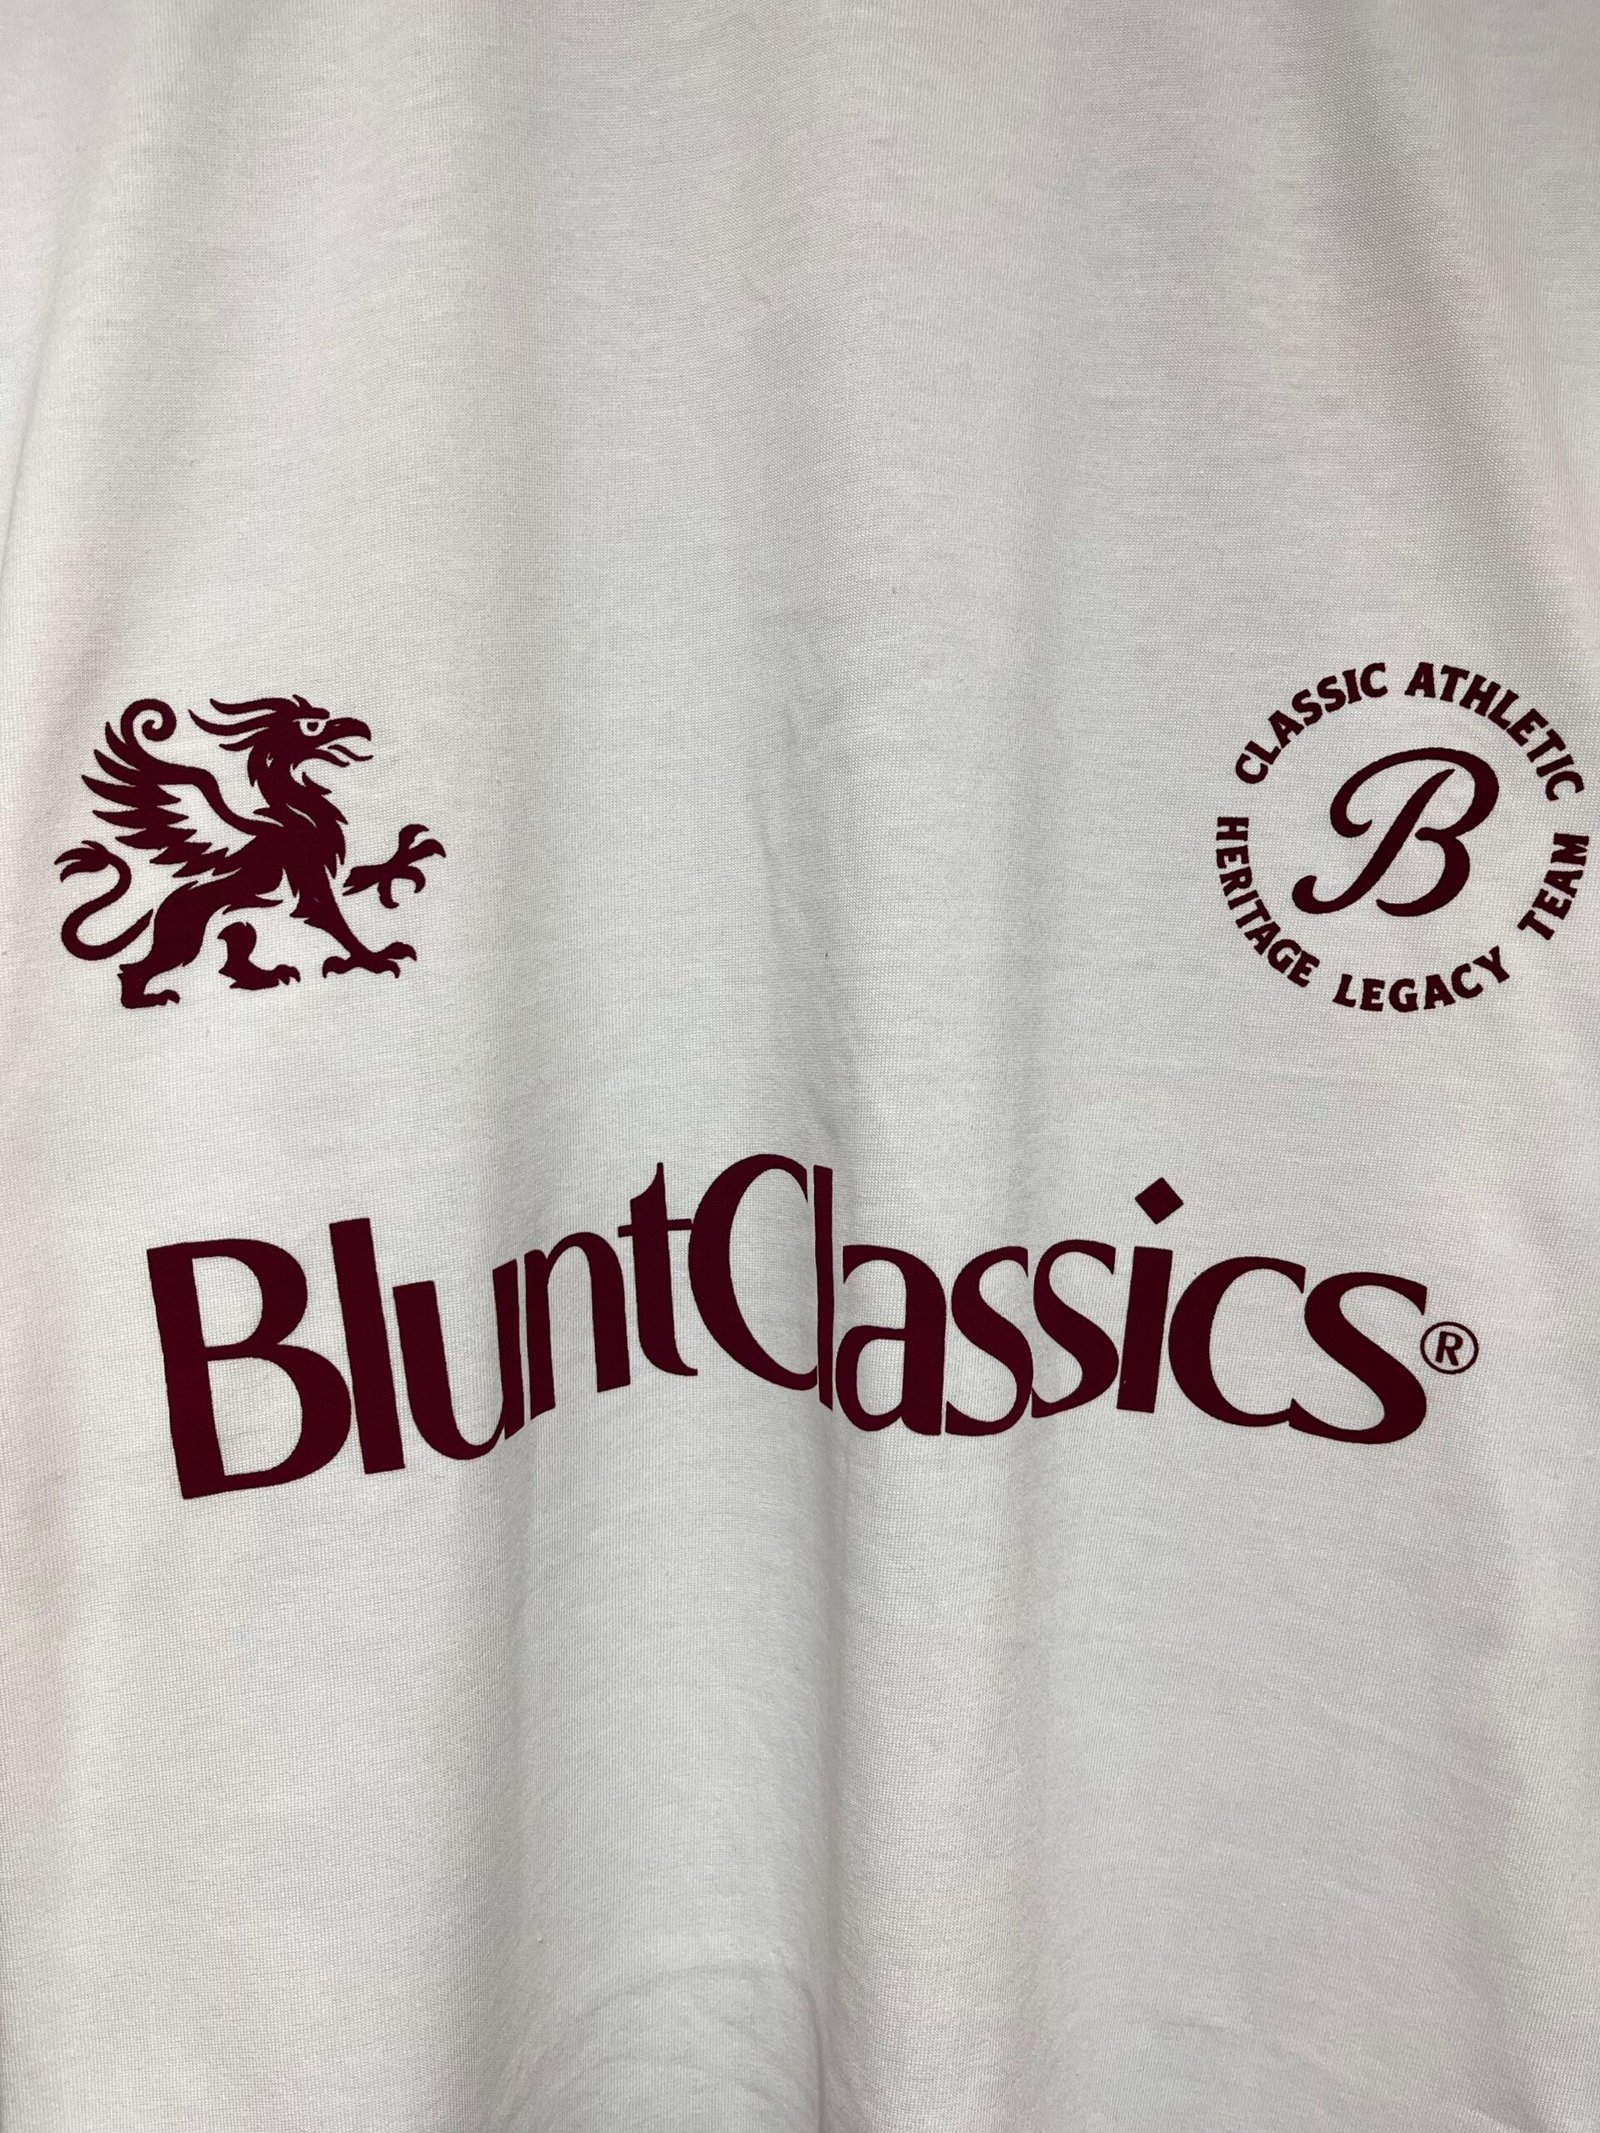 CLASSIC ATHLETIC
B
HERITAGE LEGACY TEAM
BluntClassics®